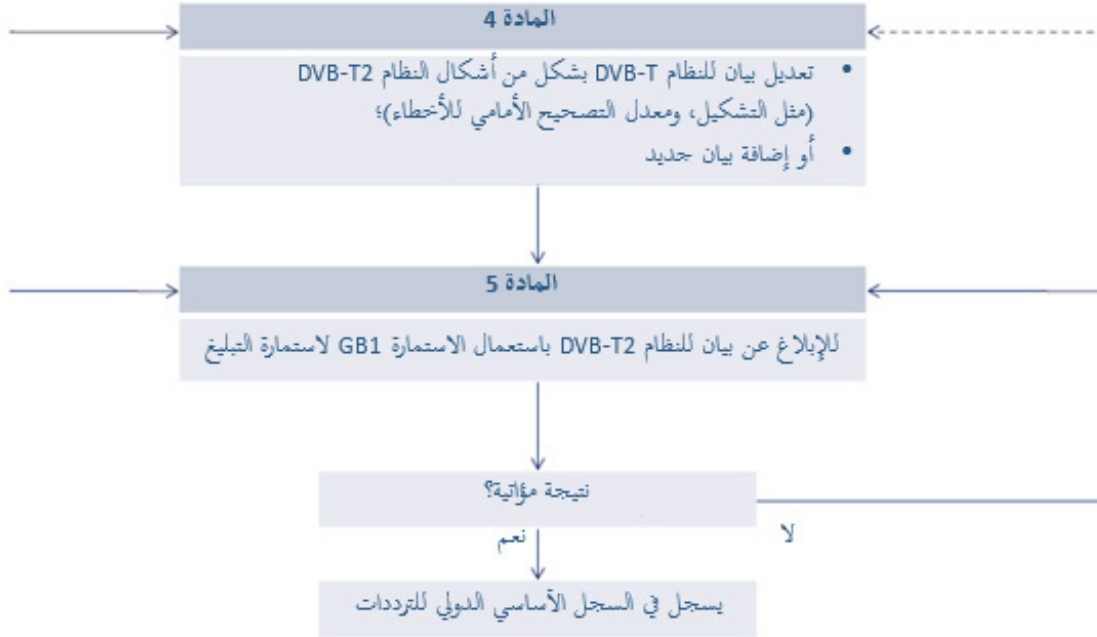 المادة 4
• تعديل بيان للنظام DVB-T بشكل من أشكال النظام DVB-T2
(مثل التشكيل، ومعدل التصحيح الأمامي للأخطاء)؛
• أو إضافة بيان جديد
المادة 5
للإبلاغ عن بيان للنظام DVB-T2 باستعمال الاستمارة GB1 لاستمارة التبليغ
نتيجة مؤاتية؟
لا
نعم
يسجل في السجل الأساسي الدولي للترددات